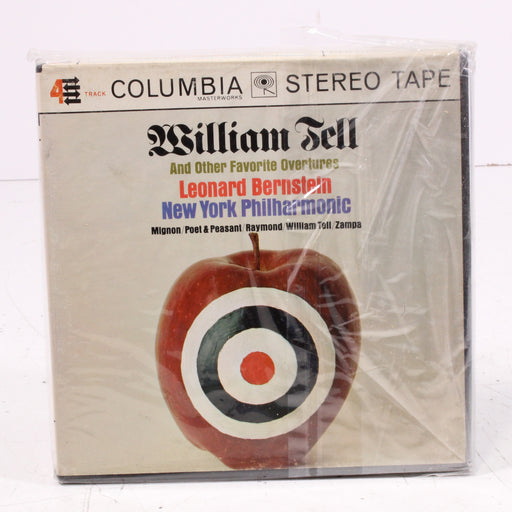 4 TRACK COLUMBIA MASTERWORKS STEREO TAPE
William Tell
And Other Favorite Overtures
Leonard Bernstein
New York Philharmonic
Mignon/Poet & Peasant/Raymond/William Tell/Zampa